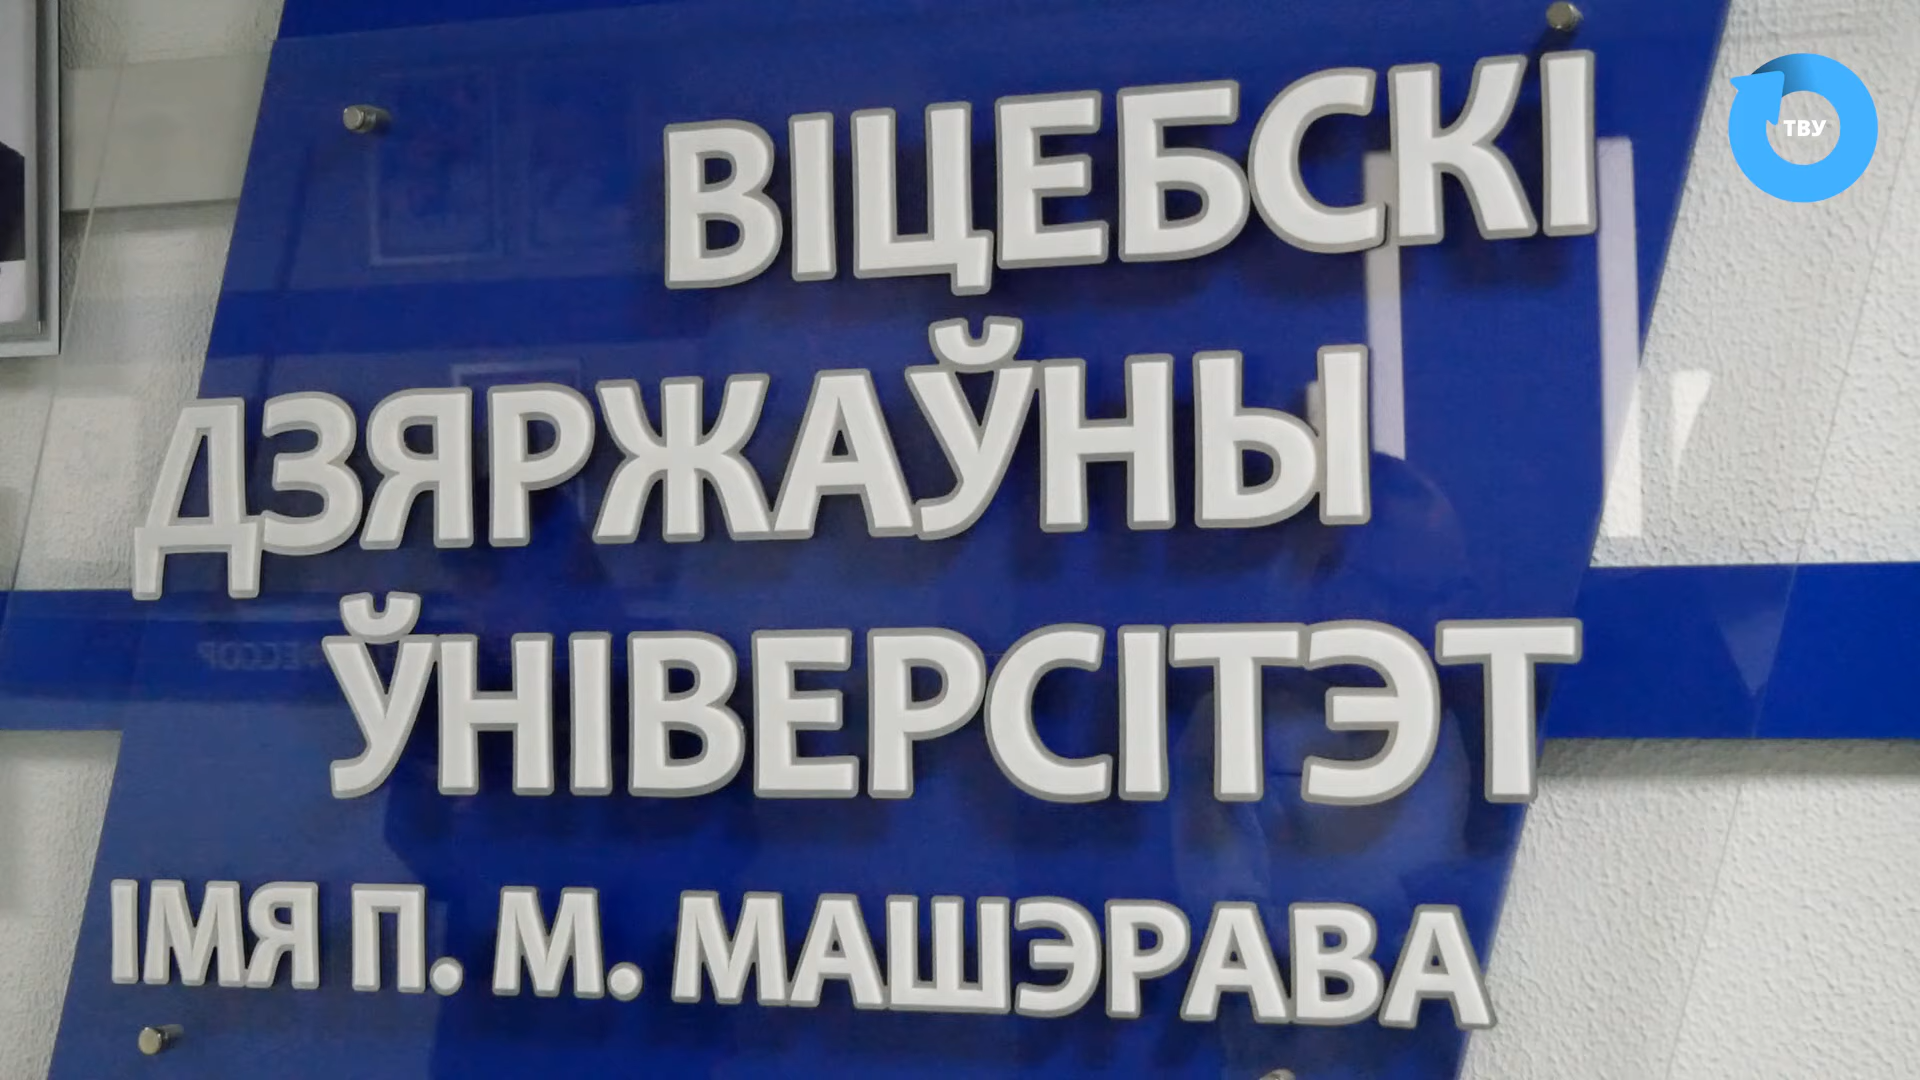 ТВУ
ВІЦЕБСКІ
ДЗЯРЖАЎНЫ
ЎНІВЕРСІТЭТ
ІМЯ П. М. МАШЭРАВА